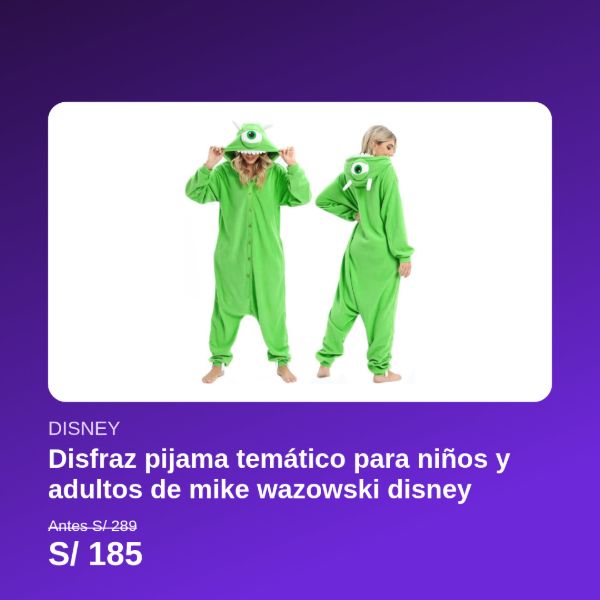 DISNEY
Disfraz pijama temático para niños y
adultos de mike wazowski disney
Antes S/ 289
S/ 185